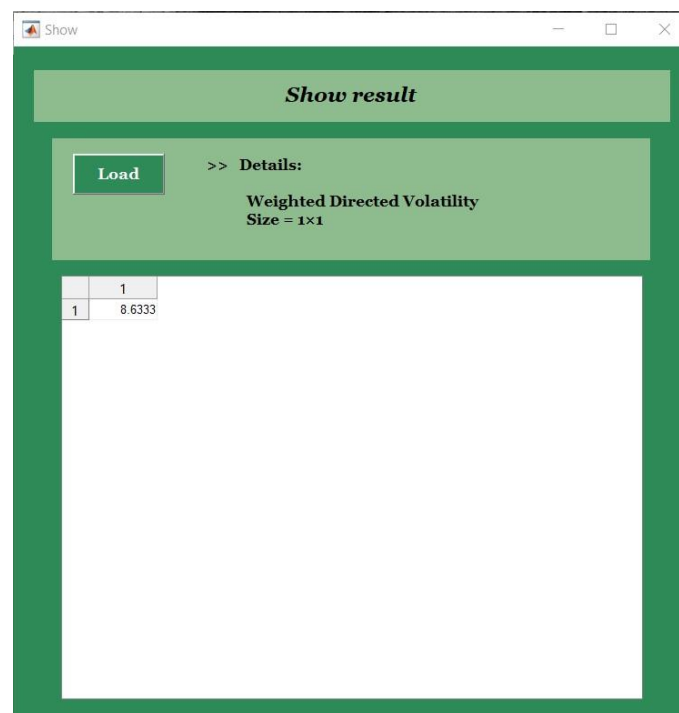 Show
Show result
Load
>> Details:
Weighted Directed Volatility
Size = 1×1
1
1 8.6333